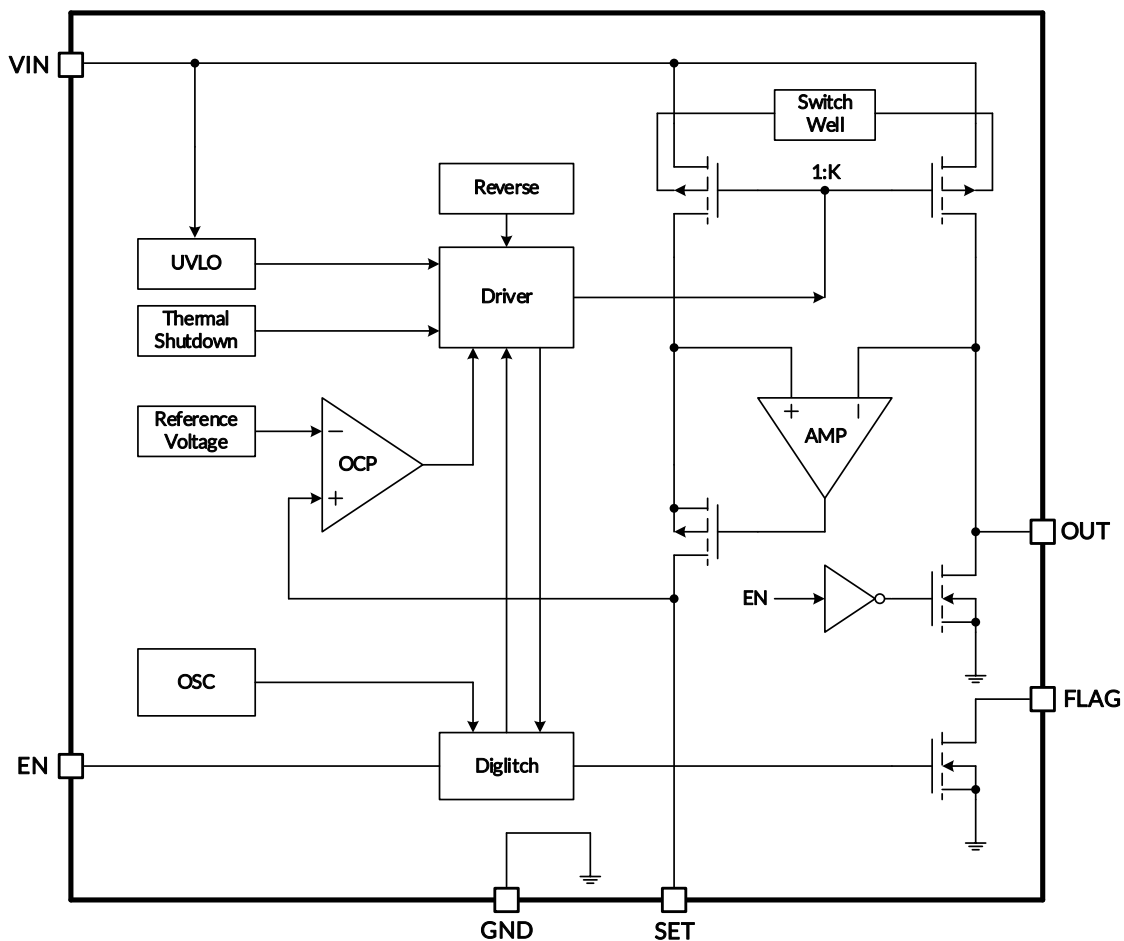 VIN
Switch
Well
1:K
Reverse
UVLO
Driver
Thermal
Shutdown
Reference
Voltage
−
OCP
+
+
−
AMP
OUT
EN
OSC
FLAG
EN
Diglitch
GND
SET